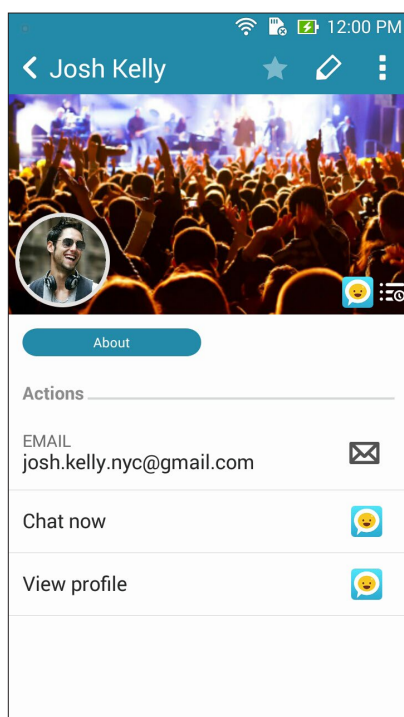 12:00 PM
Josh Kelly
About
Actions
EMAIL
josh.kelly.nyc@gmail.com
Chat now
View profile